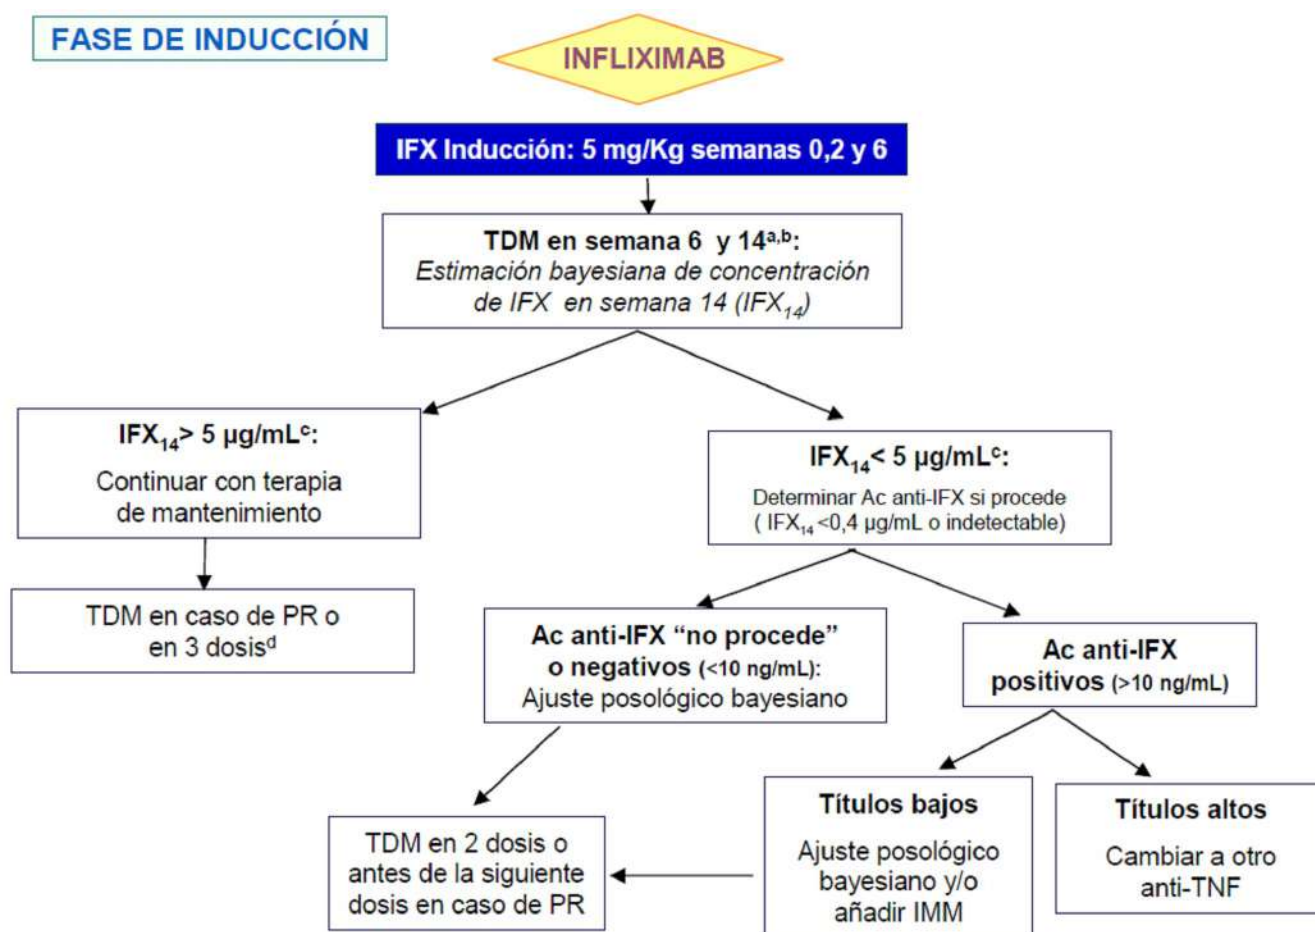 FASE DE INDUCCIÓN
INFLIXIMAB
IFX Inducción: 5 mg/Kg semanas 0,2 y 6
TDM en semana 6 y 14a,b:
Estimación bayesiana de concentración
de IFX en semana 14 (IFX14)
IFX14> 5 µg/mLc:
Continuar con terapia
de mantenimiento
IFX14< 5 µg/mLc:
Determinar Ac anti-IFX si procede
( IFX14 <0,4 µg/mL o indetectable)
TDM en caso de PR o
en 3 dosisd
Ac anti-IFX “no procede”
o negativos (<10 ng/mL):
Ajuste posológico bayesiano
Ac anti-IFX
positivos (>10 ng/mL)
TDM en 2 dosis o
antes de la siguiente
dosis en caso de PR
Títulos bajos
Ajuste posológico
bayesiano y/o
añadir IMM
Títulos altos
Cambiar a otro
anti-TNF